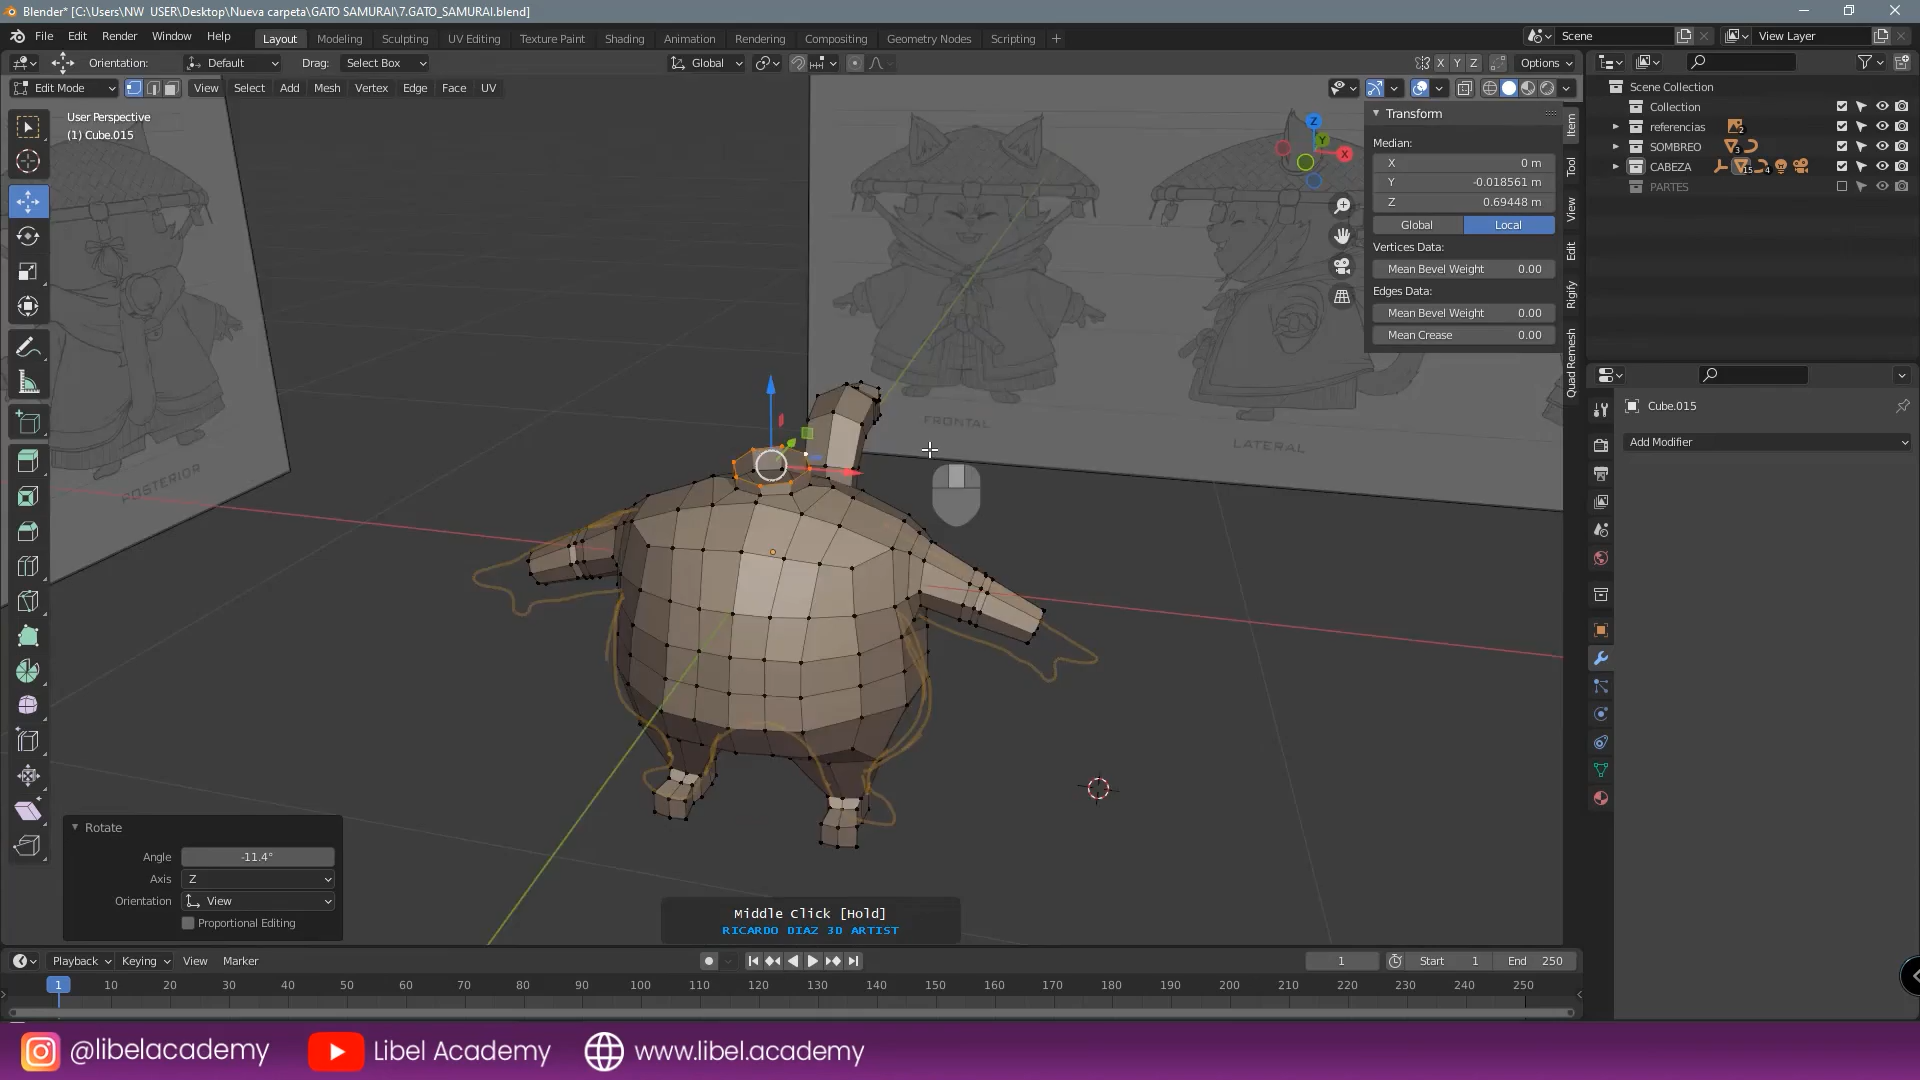 Blender* [C:\Users\NW_USER\Desktop\Nueva carpeta\GATO SAMURAI\7.GATO_SAMURAI.blend]
File Edit Render Window Help Layout Modeling Sculpting UV Editing Texture Paint Shading Animation Rendering Compositing Geometry Nodes Scripting + Scene View Layer
Orientation: Default Drag: Select Box Global X Y Z Options
Edit Mode View Select Add Mesh Vertex Edge Face UV
User Perspective
(1) Cube.015
Transform
Median:
X 0 m
Y -0.018561 m
Z 0.69448 m
Global Local
Vertices Data:
Mean Bevel Weight 0.00
Edges Data:
Mean Bevel Weight 0.00
Mean Crease 0.00
Item
Tool
View
Edit
Rigify
Quad Remesh
Z
Y
X
Scene Collection
Collection
referencias 2
SOMBREO 3
CABEZA 15 4
PARTES
Cube.015
Add Modifier
POSTERIOR
FRONTAL
LATERAL
Rotate
Angle -11.4°
Axis Z
Orientation View
Proportional Editing
Middle Click [Hold]
RICARDO DIAZ 3D ARTIST
Playback Keying View Marker 1 Start 1 End 250
1 10 20 30 40 50 60 70 80 90 100 110 120 130 140 150 160 170 180 190 200 210 220 230 240 250
@libelacademy Libel Academy www.libel.academy